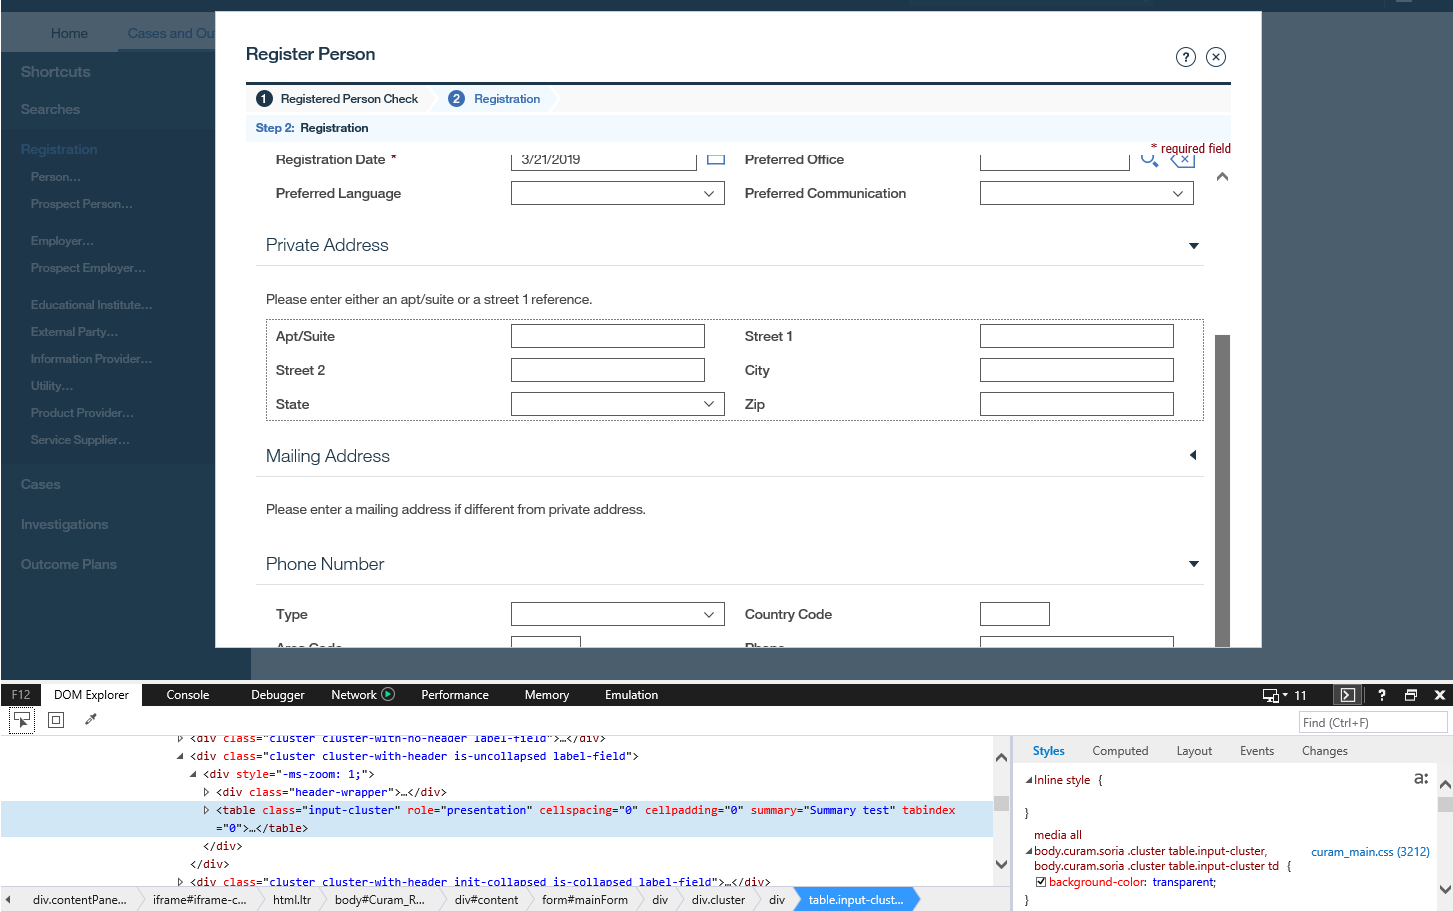 Home Cases and Ou
Register Person
?
Shortcuts
1 Registered Person Check 2 Registration
Searches
Step 2: Registration
* required field
Registration
Registration Date * 3/21/2019 Preferred Office
Person...
Preferred Language Preferred Communication
Prospect Person...
Employer...
Private Address
Prospect Employer...
Please enter either an apt/suite or a street 1 reference.
Educational Institute...
External Party...
Apt/Suite Street 1
Information Provider...
Street 2 City
Utility...
State Zip
Product Provider...
Service Supplier...
Mailing Address
Cases
Please enter a mailing address if different from private address.
Investigations
Outcome Plans
Phone Number
Type Country Code
Area Code Phone
F12 DOM Explorer Console Debugger Network Performance Memory Emulation 11 ?
Find (Ctrl+F)
<div class="cluster cluster-with-no-header label-field">…</div>
<div class="cluster cluster-with-header is-uncollapsed label-field">
<div style="-ms-zoom: 1;">
<div class="header-wrapper">…</div>
<table class="input-cluster" role="presentation" cellspacing="0" cellpadding="0" summary="Summary test" tabindex
="0">…</table>
</div>
</div>
<div class="cluster cluster-with-header init-collapsed is-collapsed label-field">…</div>
Styles Computed Layout Events Changes
Inline style {
a:
}
media all
body.curam.soria .cluster table.input-cluster, curam_main.css (3212)
body.curam.soria .cluster table.input-cluster td {
background-color: transparent;
}
div.contentPane... iframe#iframe-c... html.ltr body#Curam_R... div#content form#mainForm div div.cluster div table.input-clust...